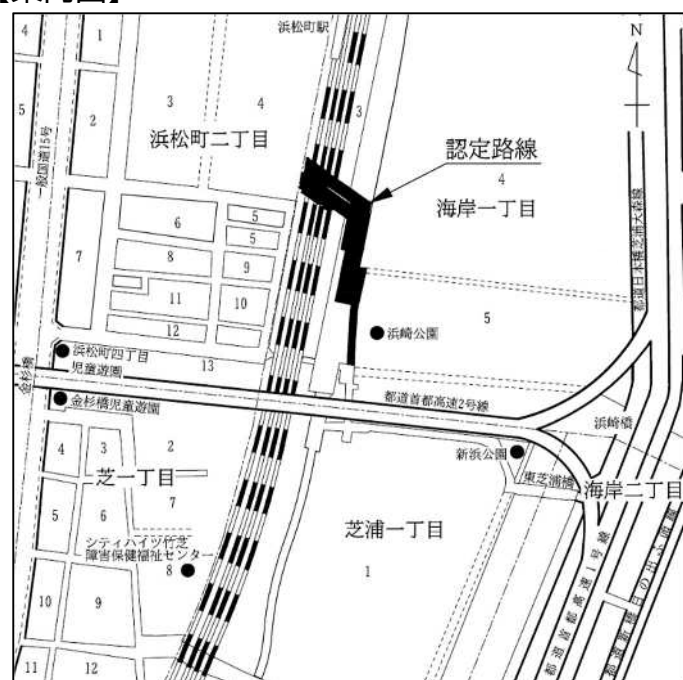 浜松町駅
N
4
1
3
4
3
2
5
浜松町二丁目
一般国道15号
認定路線
4
海岸一丁目
都道日本橋芝浦大森線
6
5
5
7
8
9
11
10
12
5
浜崎公園
浜松町四丁目
児童遊園
13
金杉橋
金杉橋児童遊園
都道首都高速2号線
浜崎橋
新浜公園
東芝浦橋
海岸二丁目
4
3
2
芝一丁目
7
5
6
芝浦一丁目
シティハイツ竹芝
障害保健福祉センター
8
1
10
9
11
12
都道首都高速1号線